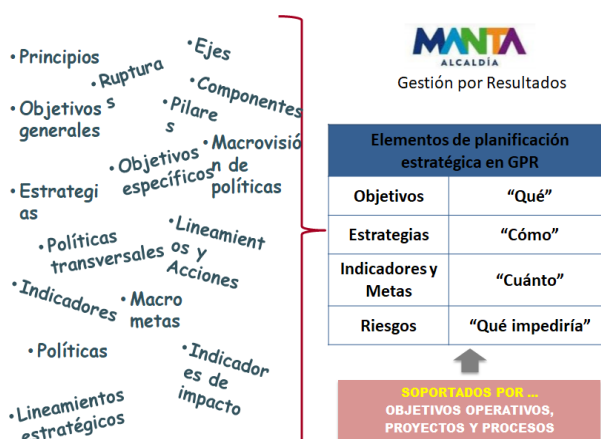 • Principios
• Ruptura
s
• Ejes
• Objetivos
generales
• Pilare
s
• Componentes
• Objetivos
específicos
• Macrovisió
n de
políticas
• Estrategi
as
• Políticas
transversales
• Lineamient
os y
Acciones
• Indicadores
• Macro
metas
• Políticas
• Indicador
es de
impacto
• Lineamientos
estratégicos
MANTA
ALCALDÍA
Gestión por Resultados
Elementos de planificación
estratégica en GPR
Objetivos “Qué”
Estrategias “Cómo”
Indicadores y
Metas “Cuánto”
Riesgos “Qué impediría”
SOPORTADOS POR ...
OBJETIVOS OPERATIVOS,
PROYECTOS Y PROCESOS